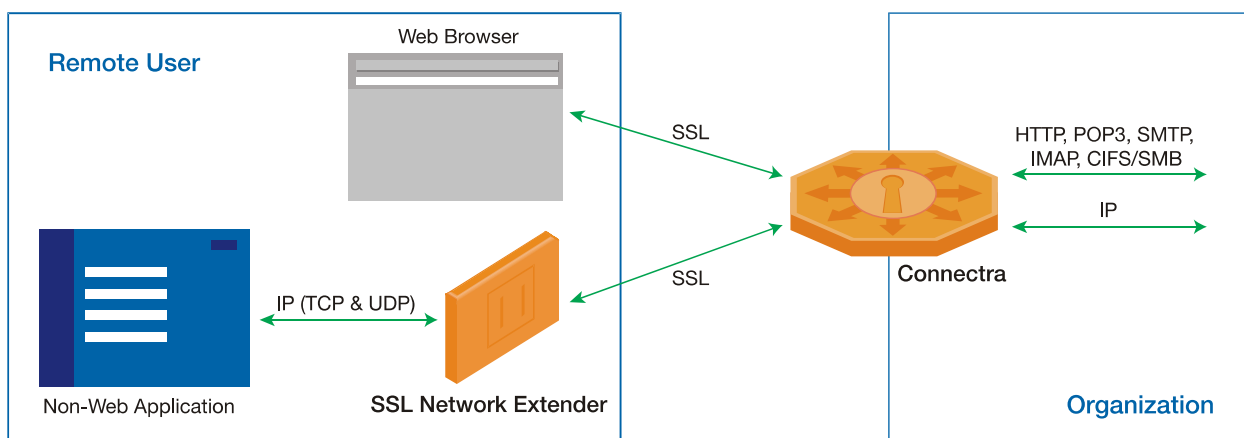 Remote User
Web Browser
SSL
HTTP, POP3, SMTP,
IMAP, CIFS/SMB
IP
Connectra
SSL
IP (TCP & UDP)
Non-Web Application
SSL Network Extender
Organization